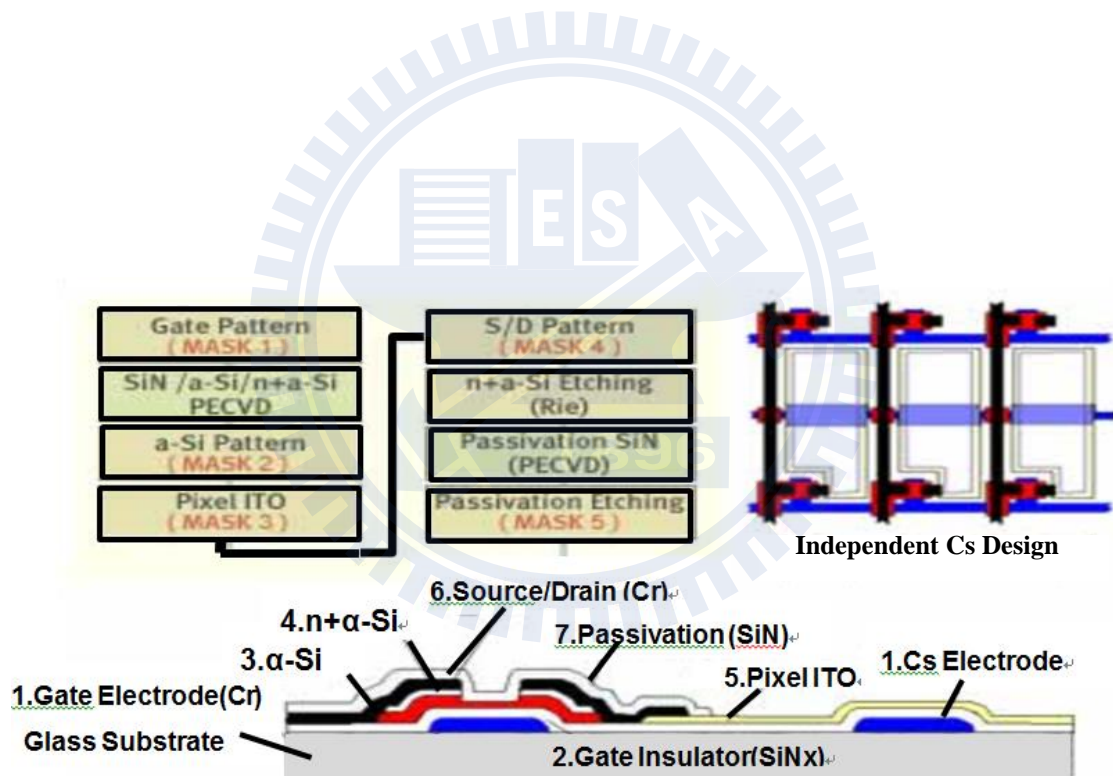 E S A
1896
Gate Pattern
( MASK 1 )
SiN /a-Si/n+a-Si
PECVD
a-Si Pattern
( MASK 2 )
Pixel ITO
( MASK 3 )
S/D Pattern
( MASK 4 )
n+a-Si Etching
(Rie)
Passivation SiN
(PECVD)
Passivation Etching
( MASK 5 )
Independent Cs Design
6.Source/Drain (Cr)
4.n+α-Si
7.Passivation (SiN)
3.α-Si
1.Cs Electrode
5.Pixel ITO
1.Gate Electrode(Cr)
Glass Substrate
2.Gate Insulator(SiNx)